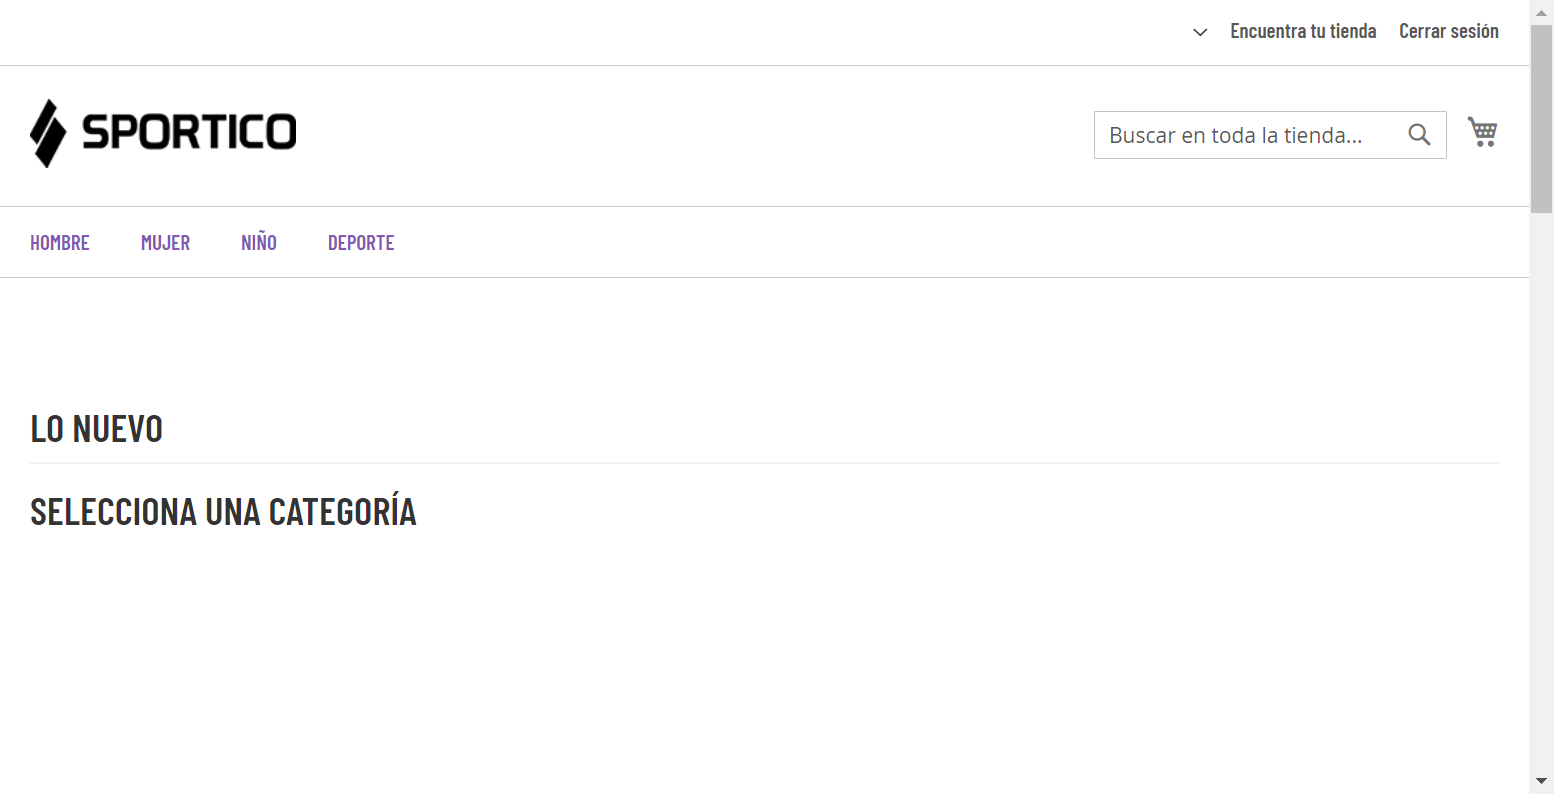 Encuentra tu tienda Cerrar sesión
SPORTICO
Buscar en toda la tienda...
HOMBRE MUJER NIÑO DEPORTE
LO NUEVO
SELECCIONA UNA CATEGORÍA